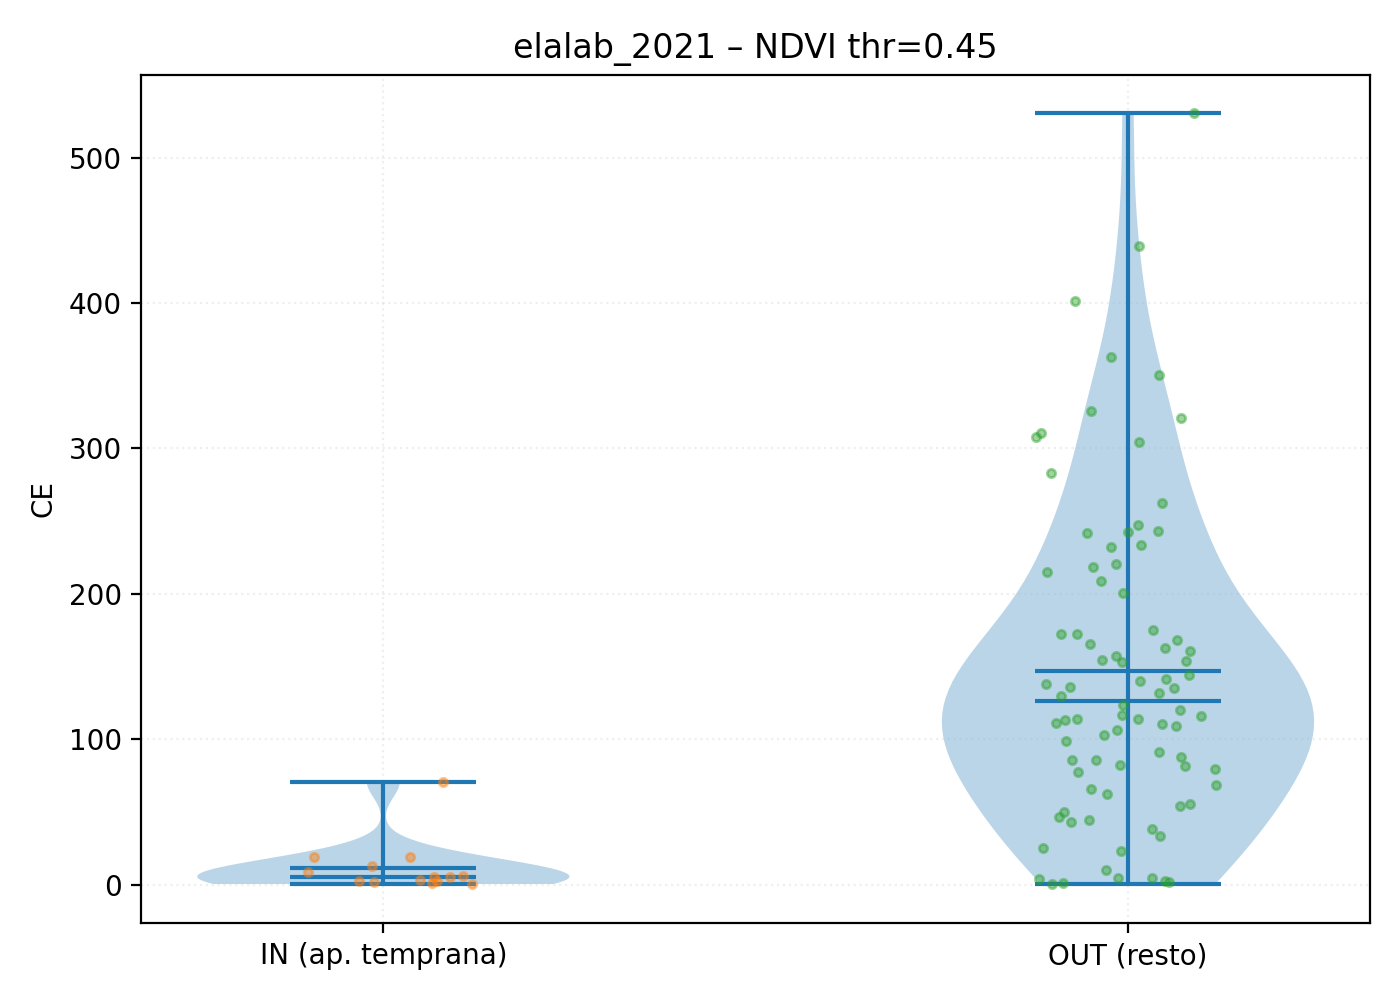 elalab_2021 – NDVI thr=0.45
CE
500
400
300
200
100
0
IN (ap. temprana)
OUT (resto)